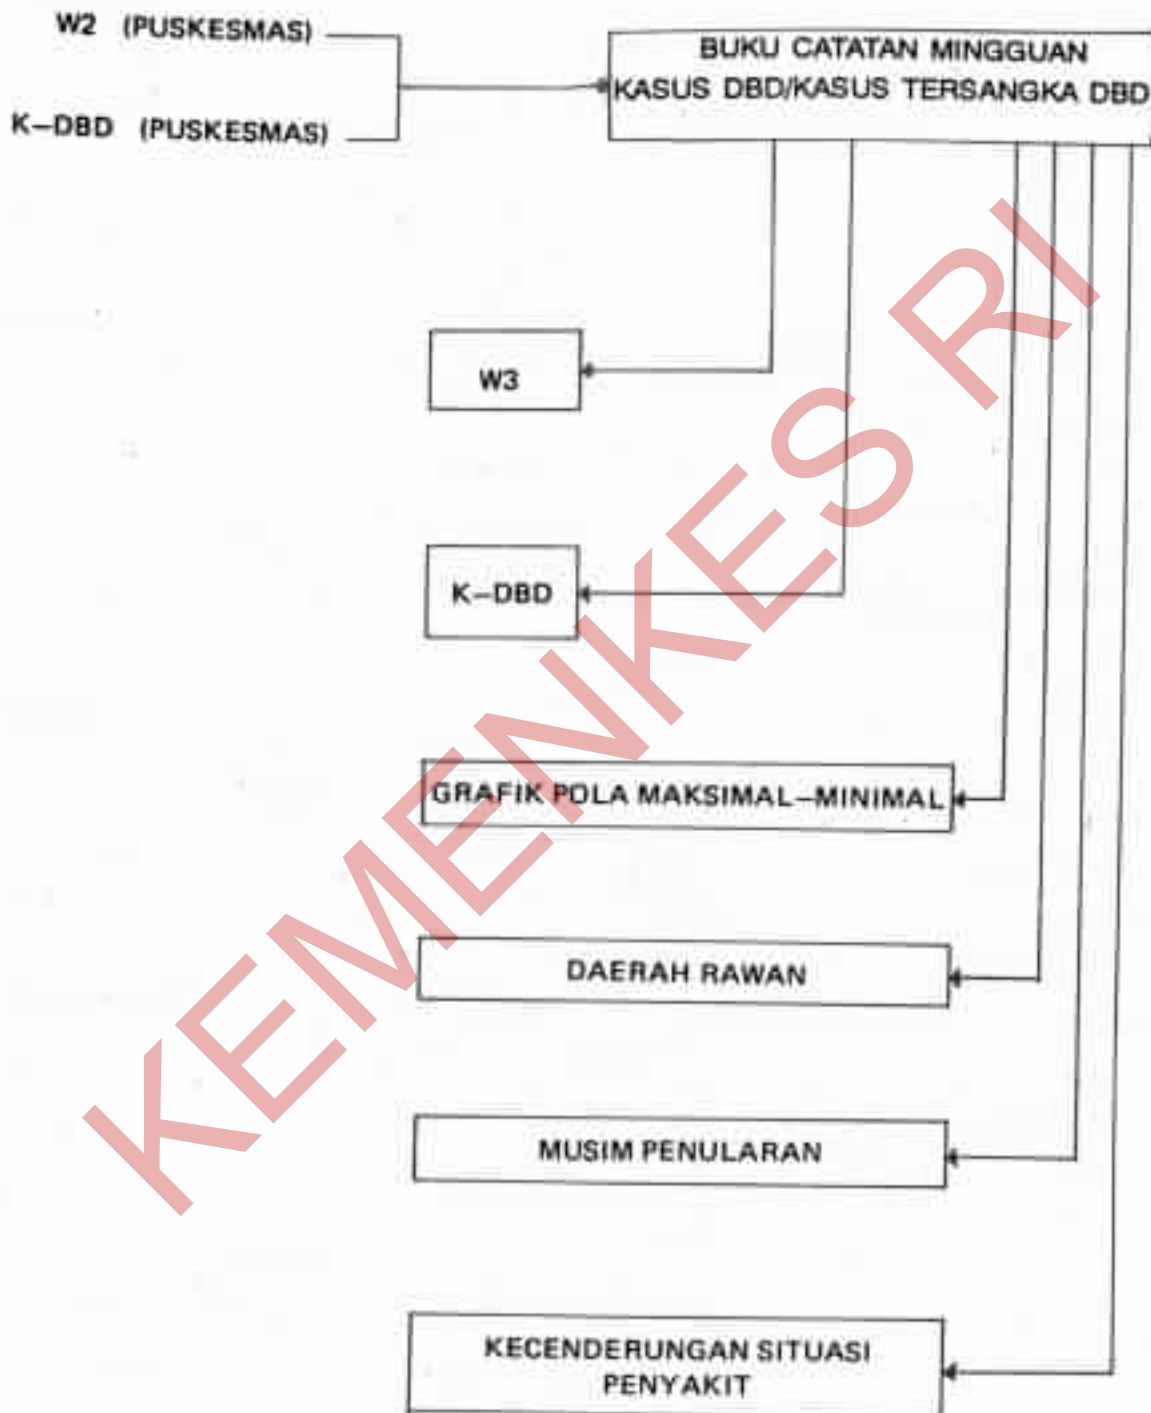 W2 (PUSKESMAS)
K–DBD (PUSKESMAS)
BUKU CATATAN MINGGUAN
KASUS DBD/KASUS TERSANGKA DBD
W3
K–DBD
GRAFIK POLA MAKSIMAL–MINIMAL
DAERAH RAWAN
MUSIM PENULARAN
KECENDERUNGAN SITUASI
PENYAKIT
KEMENKES RI